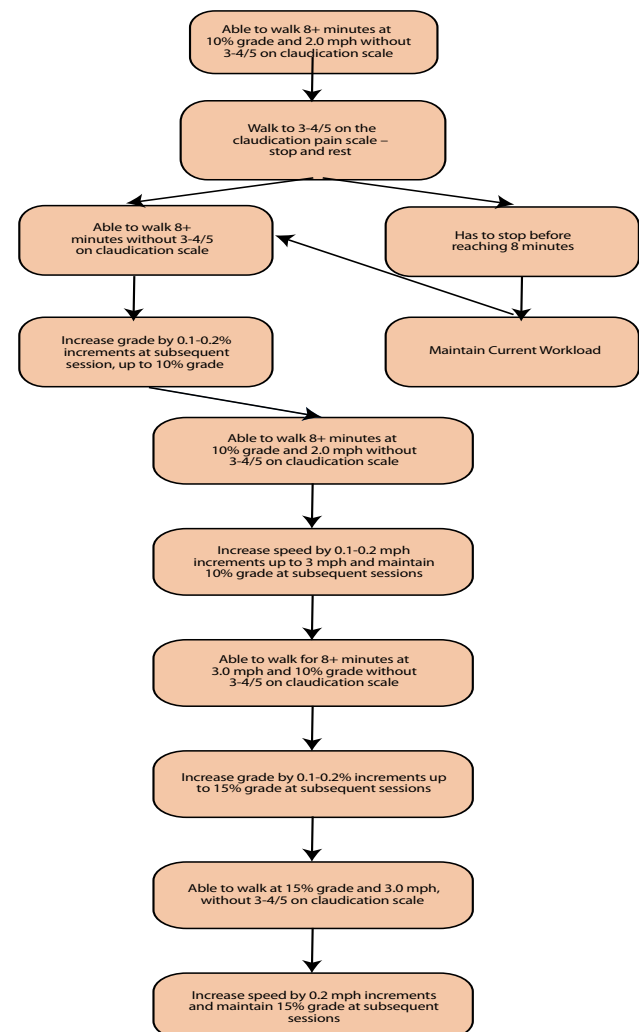 Able to walk 8+ minutes at
10% grade and 2.0 mph without
3-4/5 on claudication scale
Walk to 3-4/5 on the
claudication pain scale –
stop and rest
Able to walk 8+
minutes without 3-4/5
on claudication scale
Has to stop before
reaching 8 minutes
Increase grade by 0.1-0.2%
increments at subsequent
session, up to 10% grade
Maintain Current Workload
Able to walk 8+ minutes at
10% grade and 2.0 mph without
3-4/5 on claudication scale
Increase speed by 0.1-0.2 mph
increments up to 3 mph and maintain
10% grade at subsequent sessions
Able to walk for 8+ minutes at
3.0 mph and 10% grade without
3-4/5 on claudication scale
Increase grade by 0.1-0.2% increments up
to 15% grade at subsequent sessions
Able to walk at 15% grade and 3.0 mph,
without 3-4/5 on claudication scale
Increase speed by 0.2 mph increments
and maintain 15% grade at subsequent
sessions